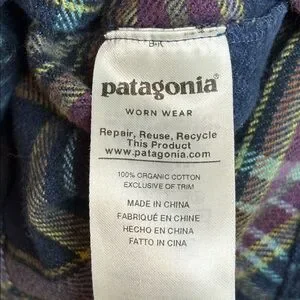 patagonia®
WORN WEAR
Repair, Reuse, Recycle
This Product
www.patagonia.com
100% ORGANIC COTTON
EXCLUSIVE OF TRIM
MADE IN CHINA
FABRIQUÉ EN CHINE
HECHO EN CHINA
FATTO IN CINA